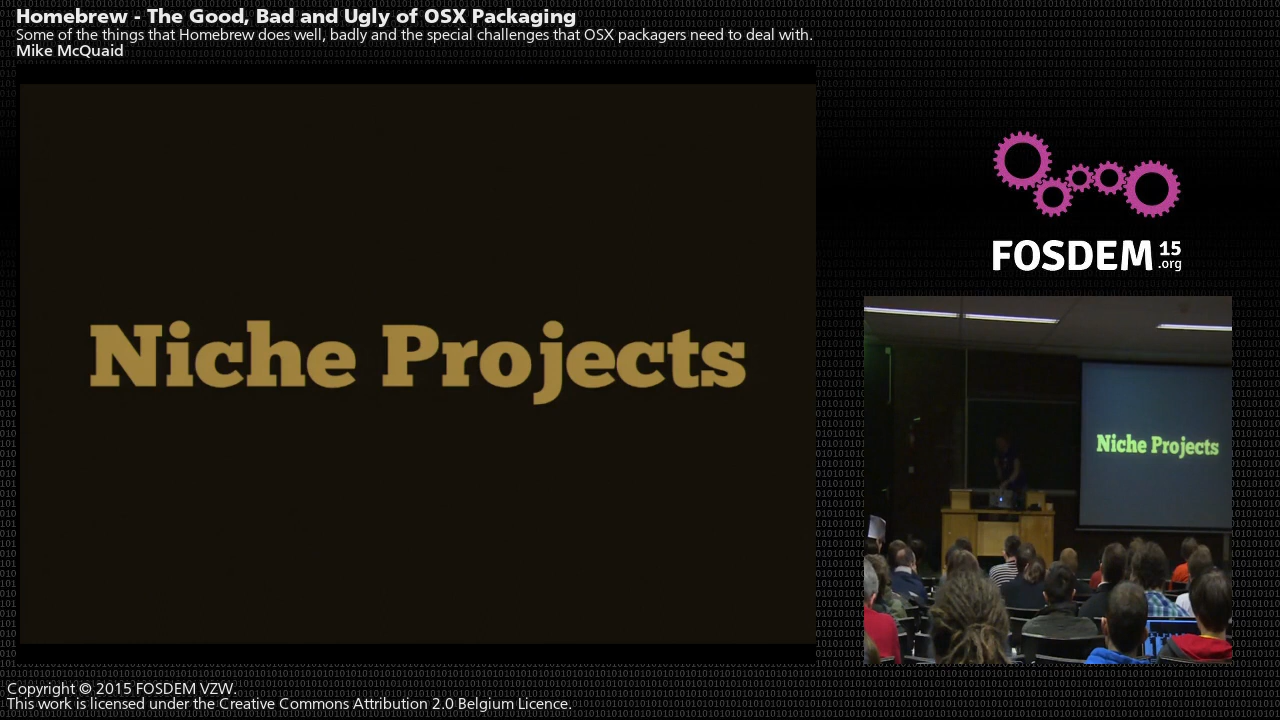 Homebrew - The Good, Bad and Ugly of OSX Packaging
Some of the things that Homebrew does well, badly and the special challenges that OSX packagers need to deal with.
Mike McQuaid
Niche Projects
FOSDEM 15
.org
Niche Projects
Copyright © 2015 FOSDEM VZW.
This work is licensed under the Creative Commons Attribution 2.0 Belgium Licence.